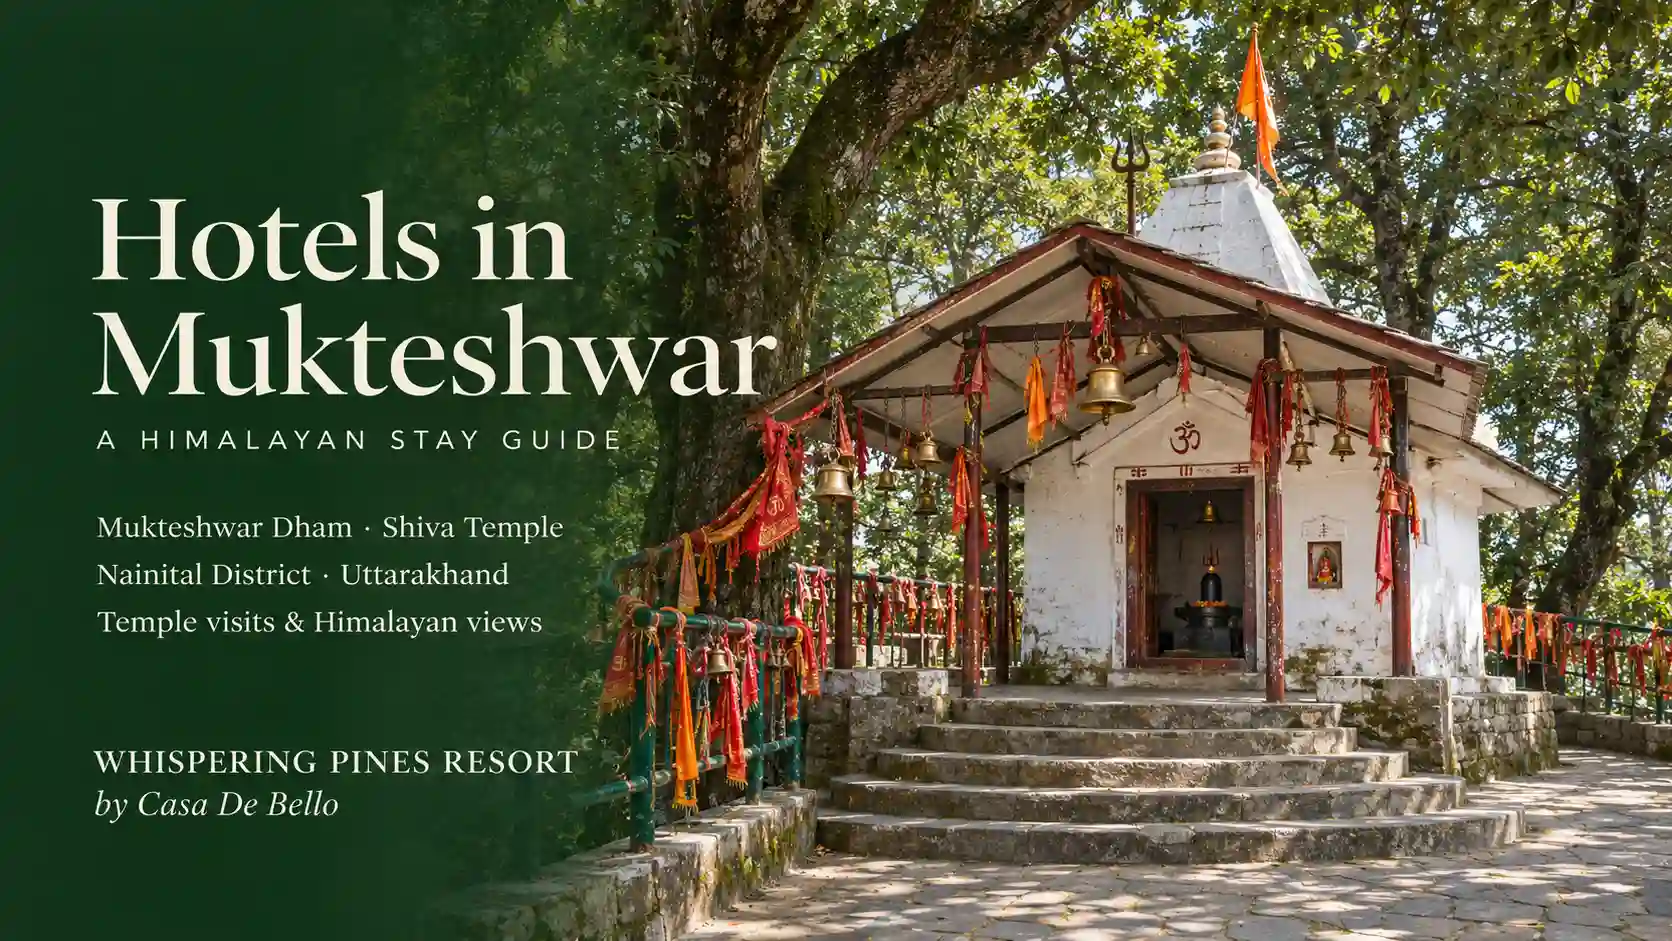 Hotels in
Mukteshwar
A HIMALAYAN STAY GUIDE
Mukteshwar Dham · Shiva Temple
Nainital District · Uttarakhand
Temple visits & Himalayan views
WHISPERING PINES RESORT
by Casa De Bello
ॐ